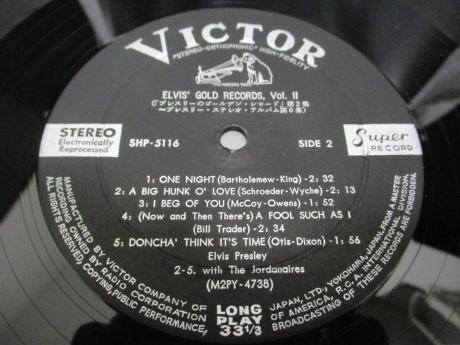 VICTOR
"STEREO-ORTHOPHONIC" HIGH-FIDELITY
"HIS MASTER'S VOICE"
ELVIS' GOLD RECORDS, Vol. II
(「プレスリーのゴールデン・レコード」第2集
〜プレスリー・ステレオ・アルバム第6集)
STEREO
Electronically
Reprocessed
SHP-5116
SIDE 2
Super
RECORD
1: ONE NIGHT (Bartholemew-King) -2: 32
2: A BIG HUNK O' LOVE (Schroeder-Wyche) -2: 13
3: I BEG OF YOU (McCoy-Owens) -1: 52
4: (Now and Then There's) A FOOL SUCH AS I
(Bill Trader) -2: 34
5: DONCHA' THINK IT'S TIME (Otis-Dixon) -1: 56
Elvis Presley
2-5. with The Jordanaires
(M2PY-4738)
LONG
PLAY
33 1/3
MANUFACTURED BY VICTOR COMPANY OF JAPAN, LTD., YOKOHAMA, JAPAN, FROM A MASTER
RECORDING OWNED BY RADIO CORPORATION OF AMERICA, R.C.A. INTERNATIONAL DIVISION.
ALL RIGHTS RESERVED, COPYING, PUBLIC PERFORMANCE, BROADCASTING OF THESE RECORDS ARE FORBIDDEN.